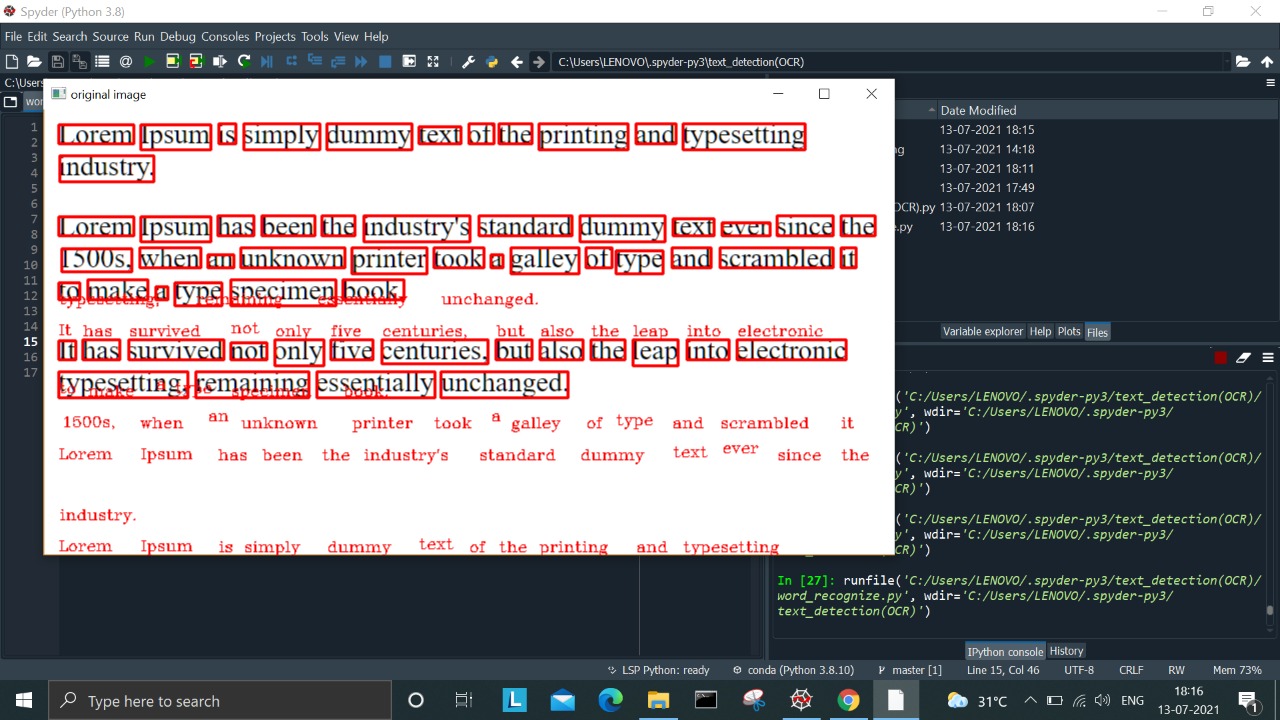 Spyder (Python 3.8)
File Edit Search Source Run Debug Consoles Projects Tools View Help
C:\Users\LENOVO\.spyder-py3\text_detection(OCR)
C:\Users
original image
Date Modified
13-07-2021 18:15
13-07-2021 14:18
13-07-2021 18:11
13-07-2021 17:49
OCR).py 13-07-2021 18:07
.py 13-07-2021 18:16
1
2
3
4
5
6
7
8
9
10
11
12
13
14
15
16
17
Lorem Ipsum is simply dummy text of the printing and typesetting
industry.
Lorem Ipsum has been the industry's standard dummy text ever since the
1500s, when an unknown printer took a galley of type and scrambled it
to make a type specimen book.
typesetting, remaining essentially unchanged.
It has survived not only five centuries, but also the leap into electronic
It has survived not only five centuries, but also the leap into electronic
typesetting, remaining essentially unchanged.
to make a type specimen book.
1500s, when an unknown printer took a galley of type and scrambled it
Lorem Ipsum has been the industry's standard dummy text ever since the
industry.
Lorem Ipsum is simply dummy text of the printing and typesetting
Variable explorer Help Plots Files
('C:/Users/LENOVO/.spyder-py3/text_detection(OCR)/
y', wdir='C:/Users/LENOVO/.spyder-py3/
CR)')
('C:/Users/LENOVO/.spyder-py3/text_detection(OCR)/
y', wdir='C:/Users/LENOVO/.spyder-py3/
CR)')
('C:/Users/LENOVO/.spyder-py3/text_detection(OCR)/
y', wdir='C:/Users/LENOVO/.spyder-py3/
CR)')
In [27]: runfile('C:/Users/LENOVO/.spyder-py3/text_detection(OCR)/
word_recognize.py', wdir='C:/Users/LENOVO/.spyder-py3/
text_detection(OCR)')
IPython console History
LSP Python: ready conda (Python 3.8.10) master [1] Line 15, Col 46 UTF-8 CRLF RW Mem 73%
Type here to search
31°C ENG
18:16
13-07-2021
1